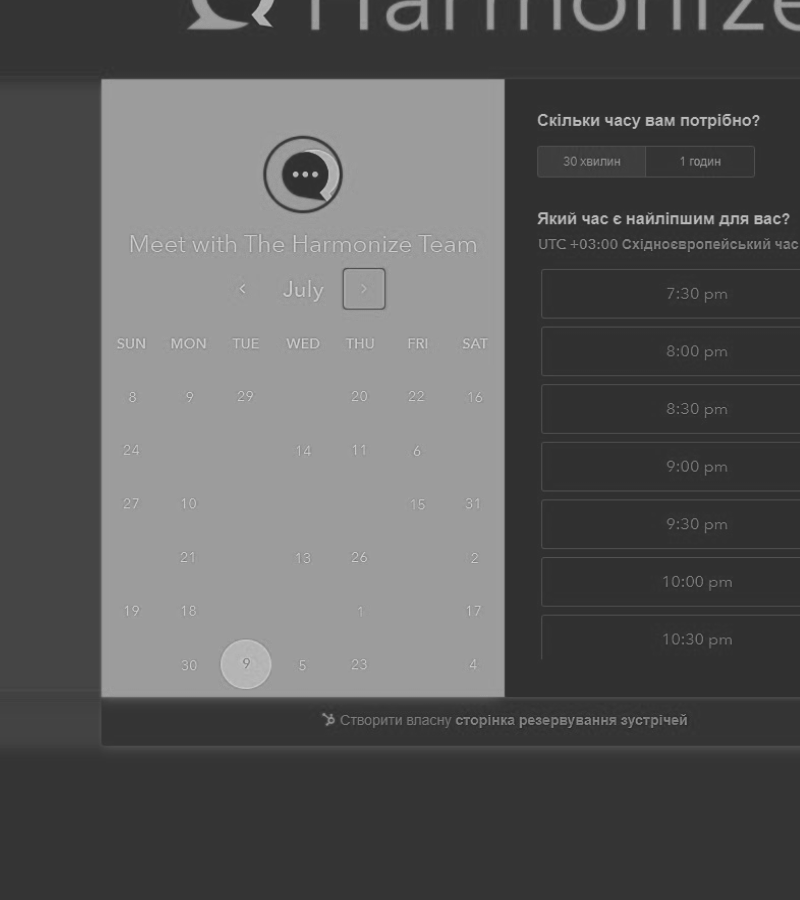 Harmonize
Meet with The Harmonize Team
July
SUN MON TUE WED THU FRI SAT
8 9 29 20 22 16
24 14 11 6
27 10 15 31
21 13 26 2
19 18 1 17
30 9 5 23 4
Скільки часу вам потрібно?
30 хвилин 1 годин
Який час є найліпшим для вас?
UTC +03:00 Східноєвропейський час
7:30 pm
8:00 pm
8:30 pm
9:00 pm
9:30 pm
10:00 pm
10:30 pm
Створити власну сторінка резервування зустрічей